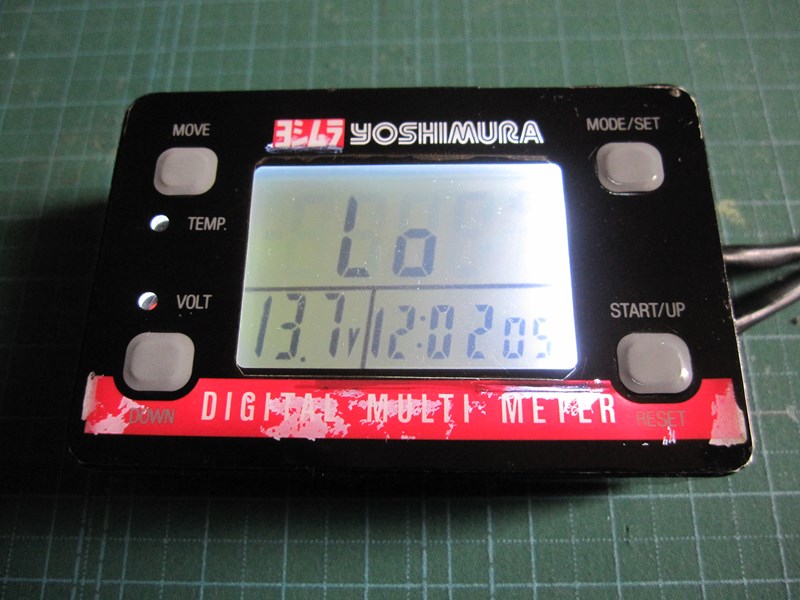 MOVE
ヨシムラ YOSHIMURA
MODE/SET
TEMP.
Lo
VOLT
13.7V 12:02 05
START/UP
DOWN
DIGITAL MULTI METER
RESET